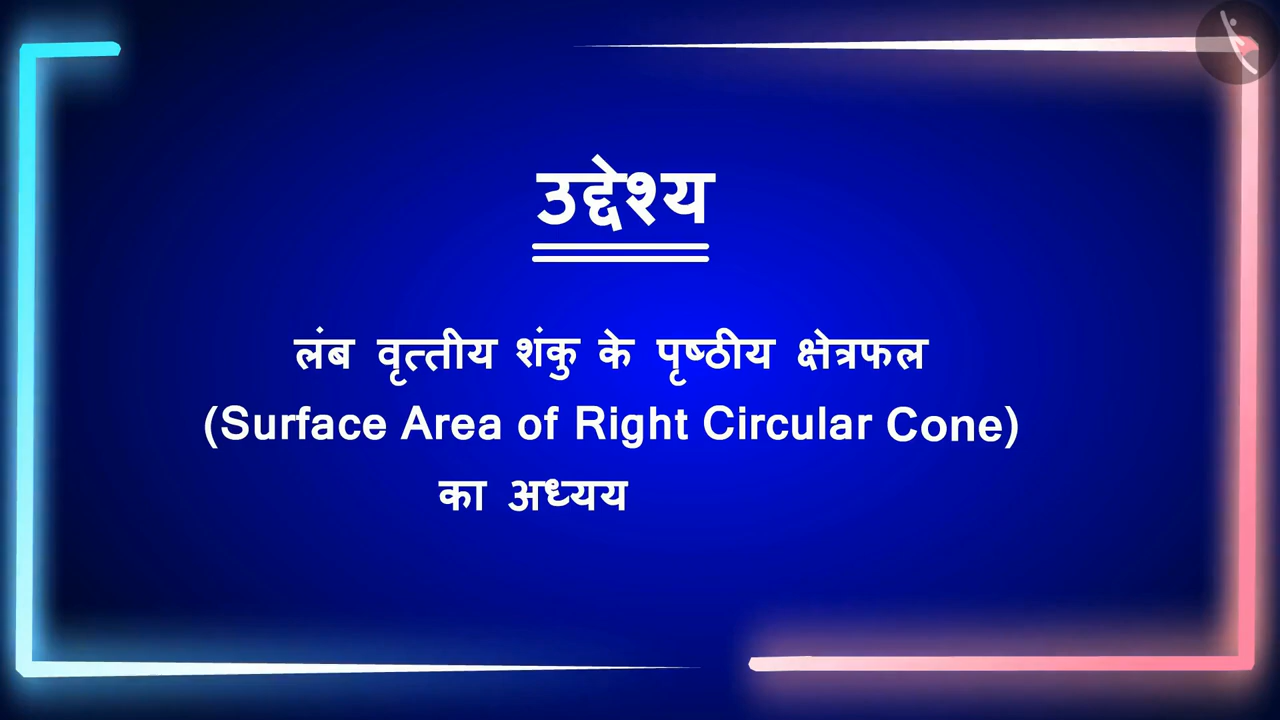 उद्देश्य
लंब वृत्तीय शंकु के पृष्ठीय क्षेत्रफल
(Surface Area of Right Circular Cone)
का अध्यय